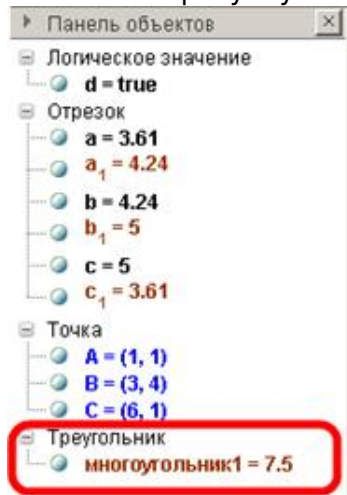 Панель объектов
Логическое значение
d = true
Отрезок
a = 3.61
a₁ = 4.24
b = 4.24
b₁ = 5
c = 5
c₁ = 3.61
Точка
A = (1, 1)
B = (3, 4)
C = (6, 1)
Треугольник
многоугольник1 = 7.5